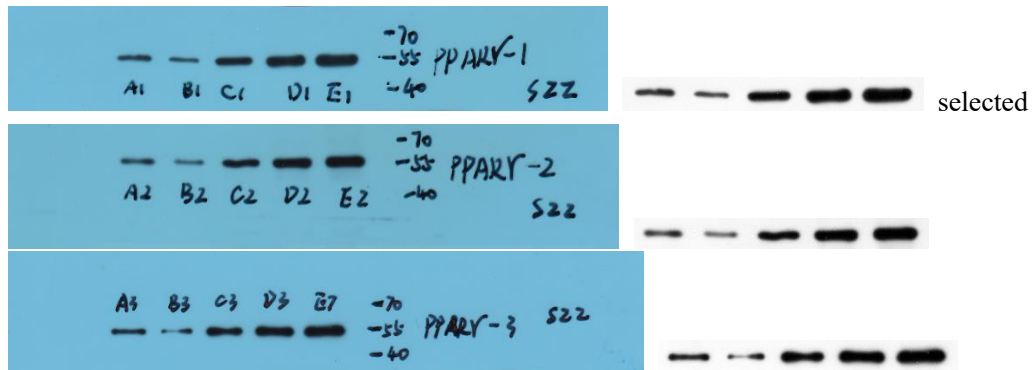 -70
-55 PPARγ-1
-40
A1 B1 C1 D1 E1
SZZ
selected
-70
-55 PPARγ-2
-40
A2 B2 C2 D2 E2
SZZ
A3 B3 C3 D3 E7
-70
-55 PPARγ-3
-40
SZZ